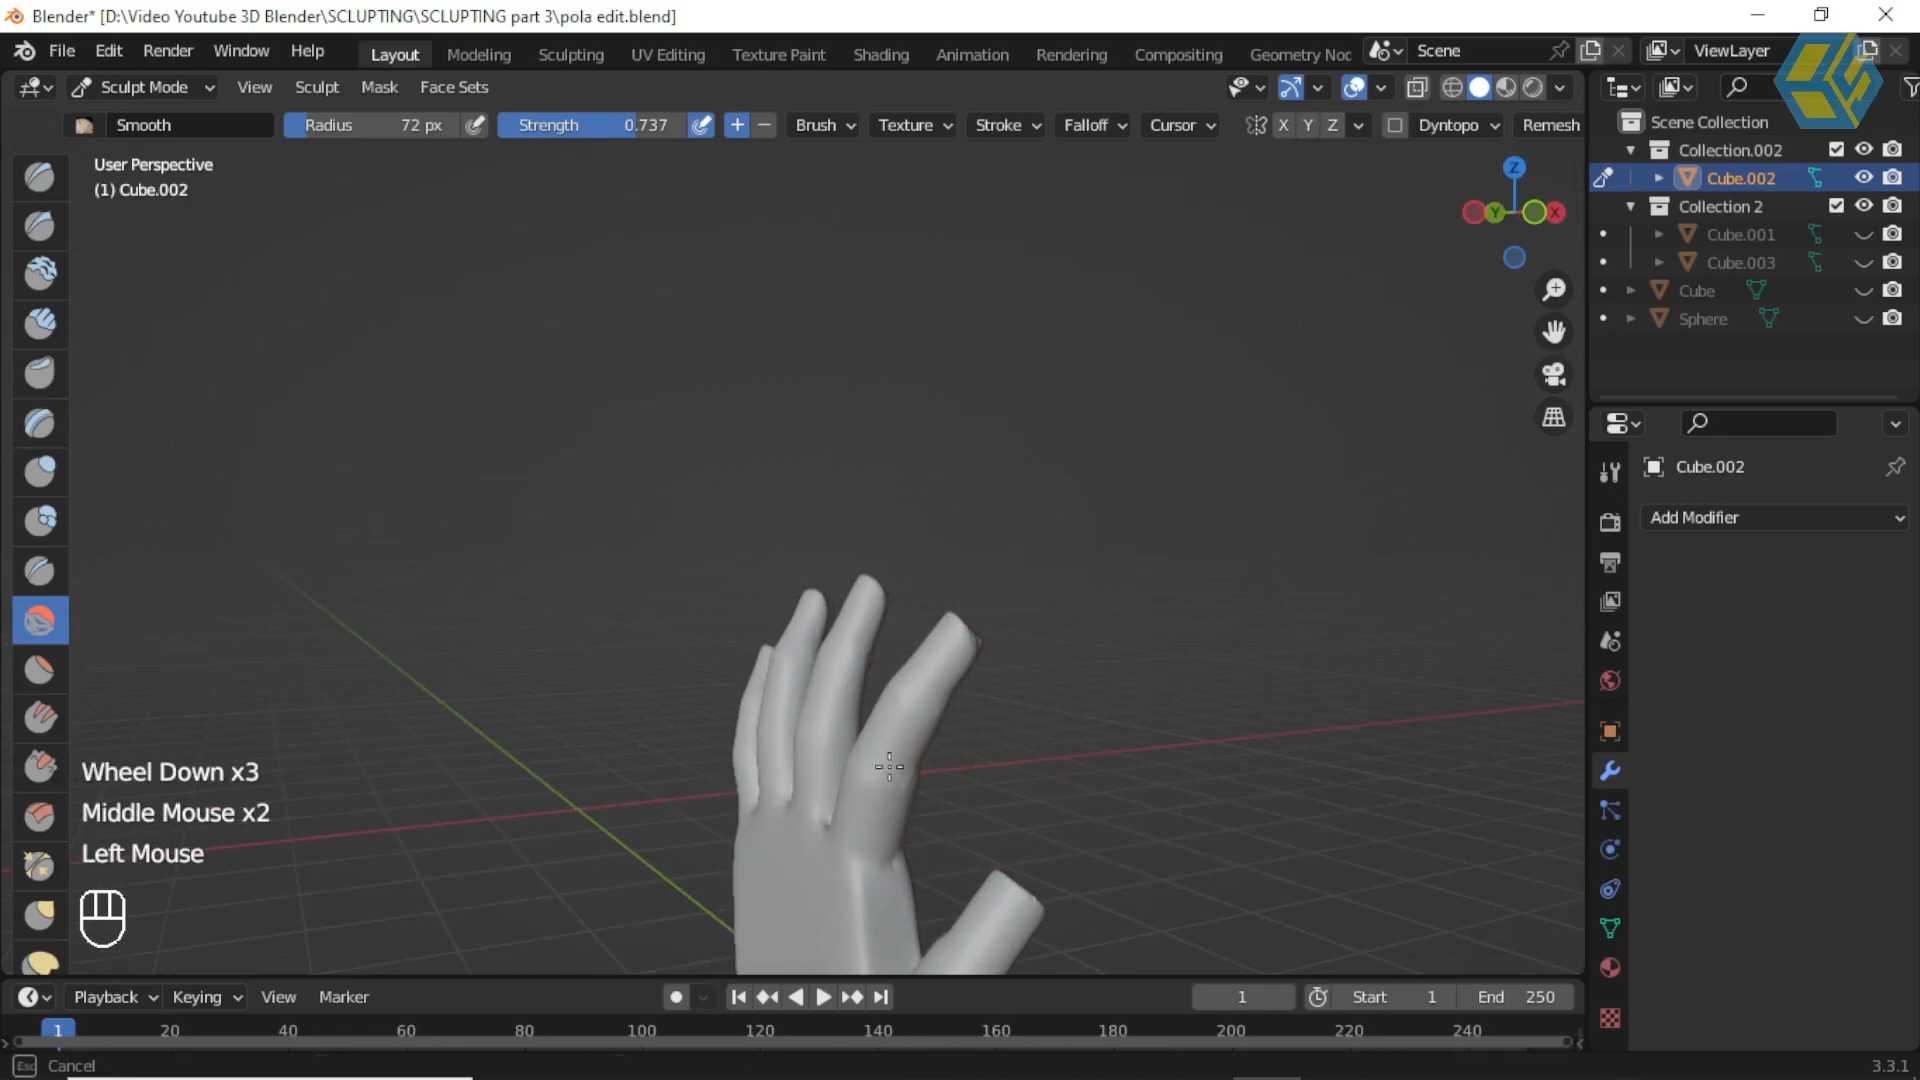 Blender* [D:\Video Youtube 3D Blender\SCLUPTING\SCLUPTING part 3\pola edit.blend]
File Edit Render Window Help Layout Modeling Sculpting UV Editing Texture Paint Shading Animation Rendering Compositing Geometry Noc Scene ViewLayer
Sculpt Mode View Sculpt Mask Face Sets
Smooth Radius 72 px Strength 0.737 Brush Texture Stroke Falloff Cursor X Y Z Dyntopo Remesh
User Perspective
(1) Cube.002
Z
Y X
Scene Collection
Collection.002
Cube.002
Collection 2
Cube.001
Cube.003
Cube
Sphere
Cube.002
Add Modifier
Wheel Down x3
Middle Mouse x2
Left Mouse
Playback Keying View Marker 1 Start 1 End 250
1 20 40 60 80 100 120 140 160 180 200 220 240
Esc Cancel 3.3.1